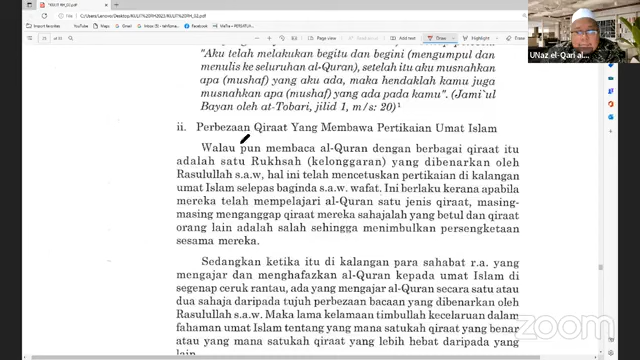 "Aku telah melakukan begitu dan begini (mengumpul dan
menulis ke seluruhan al-Quran), setelah itu aku musnahkan
apa (mushaf) yang aku ada, maka hendaklah kamu juga
musnahkan apa (mushaf) yang ada pada kamu". (Jami`ul
Bayan oleh at-Tobari, jilid 1, m/s: 20)¹
ii. Perbezaan Qiraat Yang Membawa Pertikaian Umat Islam
Walau pun membaca al-Quran dengan berbagai qiraat itu
adalah satu Rukhsah (kelonggaran) yang dibenarkan oleh
Rasulullah s.a.w, hal ini telah mencetuskan pertikaian di kalangan
umat Islam selepas baginda s.a.w. wafat. Ini berlaku kerana apabila
mereka telah mempelajari al-Quran satu jenis qiraat, masing-
masing menganggap qiraat mereka sahajalah yang betul dan qiraat
orang lain adalah salah sehingga menimbulkan persengketaan
sesama mereka.
Sedangkan ketika itu di kalangan para sahabat r.a. yang
mengajar dan menghafazkan al-Quran kepada umat Islam di
segenap ceruk rantau, ada yang mengajar al-Quran secara satu atau
dua sahaja daripada tujuh perbezaan bacaan yang dibenarkan oleh
Rasulullah s.a.w. Maka lama kelamaan timbullah kecelaruan dalam
fahaman umat Islam tentang yang mana satukah qiraat yang benar
atau yang mana satukah qiraat yang lebih hebat daripada yang
lain
UNaz el-Qari al
Draw
zoom